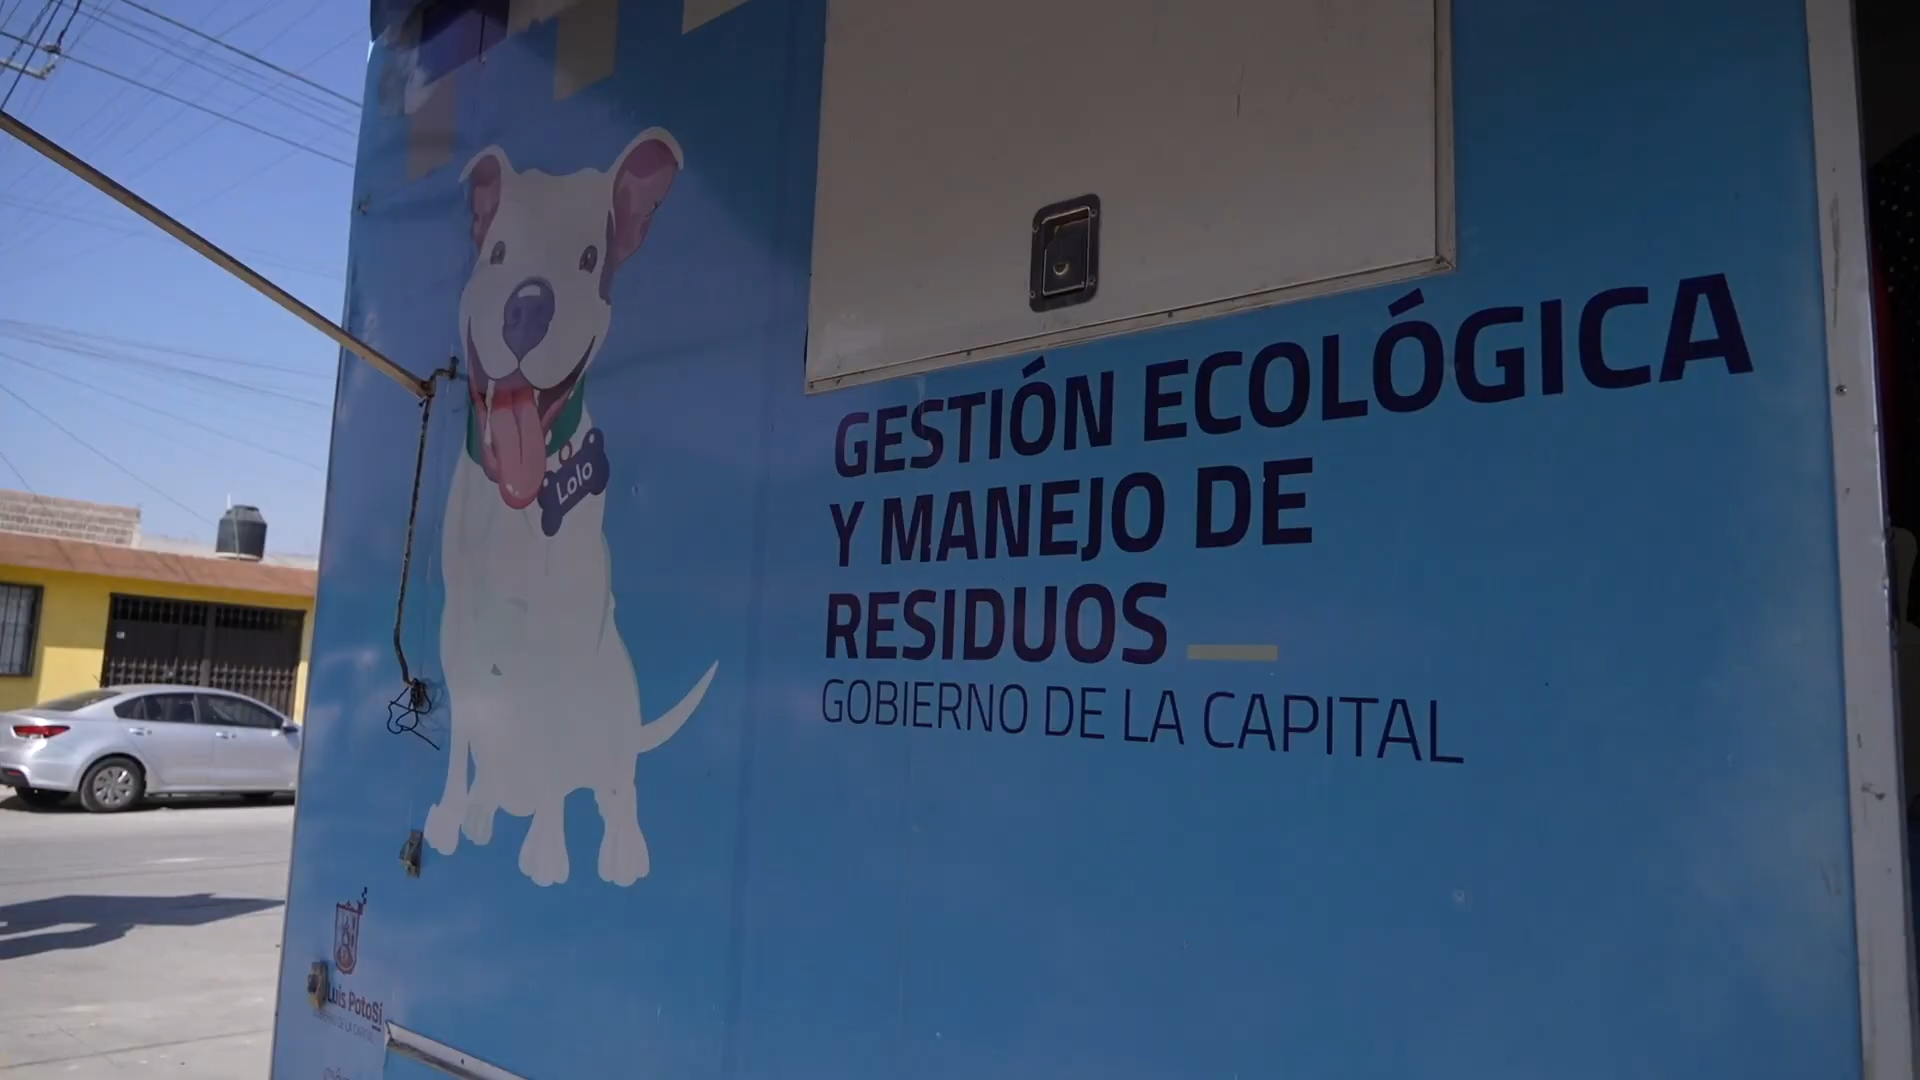 Lolo
GESTIÓN ECOLÓGICA
Y MANEJO DE
RESIDUOS
GOBIERNO DE LA CAPITAL
Luis Potosí